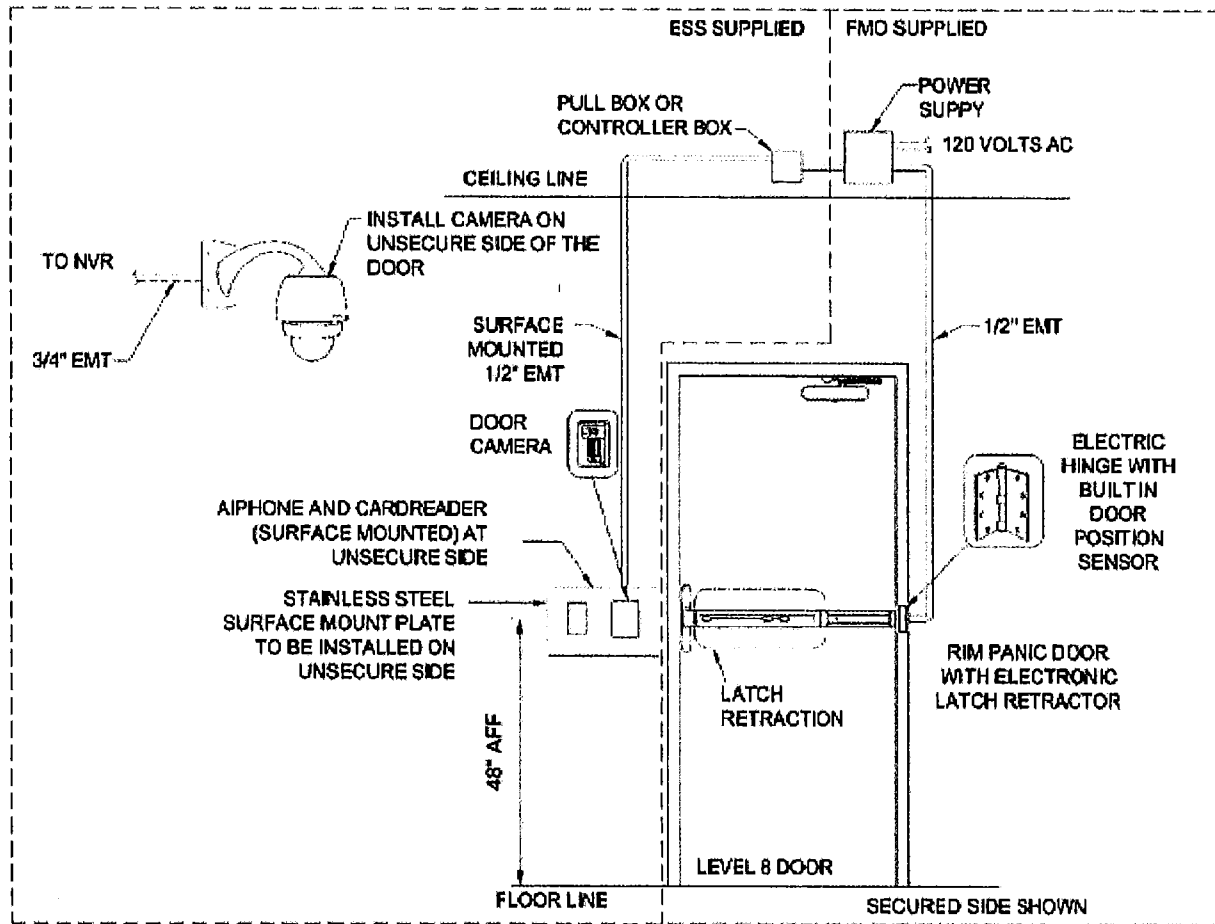 ESS SUPPLIED
FMO SUPPLIED
POWER
SUPPY
120 VOLTS AC
PULL BOX OR
CONTROLLER BOX
CEILING LINE
INSTALL CAMERA ON
UNSECURE SIDE OF THE
DOOR
TO NVR
3/4" EMT
SURFACE
MOUNTED
1/2" EMT
1/2" EMT
DOOR
CAMERA
ELECTRIC
HINGE WITH
BUILT IN
DOOR
POSITION
SENSOR
AIPHONE AND CARDREADER
(SURFACE MOUNTED) AT
UNSECURE SIDE
STAINLESS STEEL
SURFACE MOUNT PLATE
TO BE INSTALLED ON
UNSECURE SIDE
RIM PANIC DOOR
WITH ELECTRONIC
LATCH RETRACTOR
LATCH
RETRACTION
48" AFF
LEVEL 8 DOOR
FLOOR LINE
SECURED SIDE SHOWN